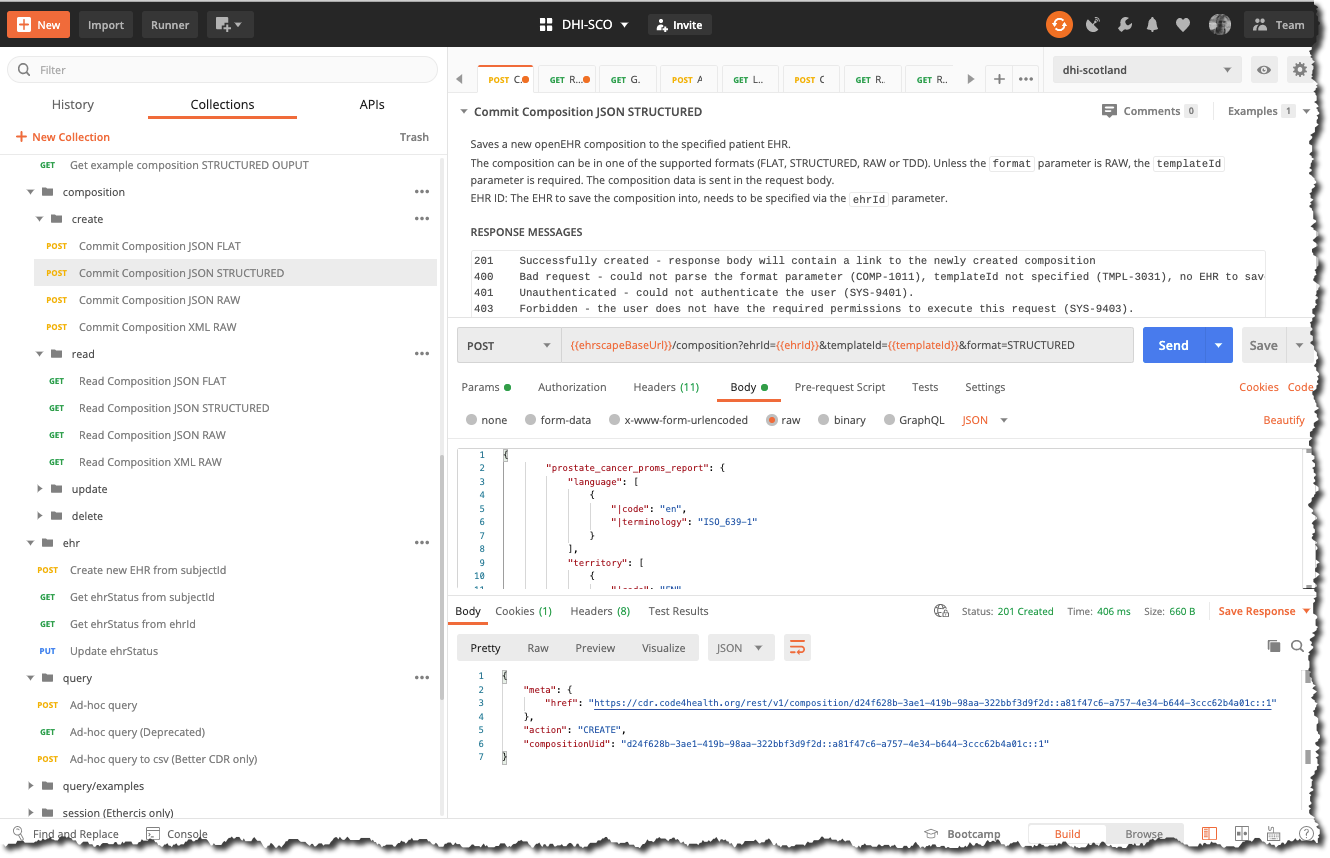 New Import Runner DHI-SCO Invite Team
Filter
History Collections APIs
New Collection Trash
GET Get example composition STRUCTURED OUPUT
composition
create
POST Commit Composition JSON FLAT
POST Commit Composition JSON STRUCTURED
POST Commit Composition JSON RAW
POST Commit Composition XML RAW
read
GET Read Composition JSON FLAT
GET Read Composition JSON STRUCTURED
GET Read Composition JSON RAW
GET Read Composition XML RAW
update
delete
ehr
POST Create new EHR from subjectId
GET Get ehrStatus from subjectId
GET Get ehrStatus from ehrId
PUT Update ehrStatus
query
POST Ad-hoc query
GET Ad-hoc query (Deprecated)
POST Ad-hoc query to csv (Better CDR only)
query/examples
session (Ethercis only)
POST C. GET R... GET G. POST A GET L... POST C GET R. GET R.. dhi-scotland
Commit Composition JSON STRUCTURED Comments 0 Examples 1
Saves a new openEHR composition to the specified patient EHR.
The composition can be in one of the supported formats (FLAT, STRUCTURED, RAW or TDD). Unless the format parameter is RAW, the templateId
parameter is required. The composition data is sent in the request body.
EHR ID: The EHR to save the composition into, needs to be specified via the ehrId parameter.
RESPONSE MESSAGES
201 Successfully created - response body will contain a link to the newly created composition
400 Bad request - could not parse the format parameter (COMP-1011), templateId not specified (TMPL-3031), no EHR to sav
401 Unauthenticated - could not authenticate the user (SYS-9401).
403 Forbidden - the user does not have the required permissions to execute this request (SYS-9403).
POST {{ehrscapeBaseUrl}}/composition?ehrId={{ehrId}}&templateId={{templateId}}&format=STRUCTURED Send Save
Params Authorization Headers (11) Body Pre-request Script Tests Settings Cookies Code
none form-data x-www-form-urlencoded raw binary GraphQL JSON Beautify
1 {
2 "prostate_cancer_proms_report": {
3 "language": [
4 {
5 "|code": "en",
6 "|terminology": "ISO_639-1"
7 }
8 ],
9 "territory": [
10 {
11 "|code": "EN"
Body Cookies (1) Headers (8) Test Results Status: 201 Created Time: 406 ms Size: 660 B Save Response
Pretty Raw Preview Visualize JSON
1 {
2 "meta": {
3 "href": "https://cdr.code4health.org/rest/v1/composition/d24f628b-3ae1-419b-98aa-322bbf3d9f2d::a81f47c6-a757-4e34-b644-3ccc62b4a01c::1"
4 },
5 "action": "CREATE",
6 "compositionUid": "d24f628b-3ae1-419b-98aa-322bbf3d9f2d::a81f47c6-a757-4e34-b644-3ccc62b4a01c::1"
7 }
Find and Replace Console Bootcamp Build Browse